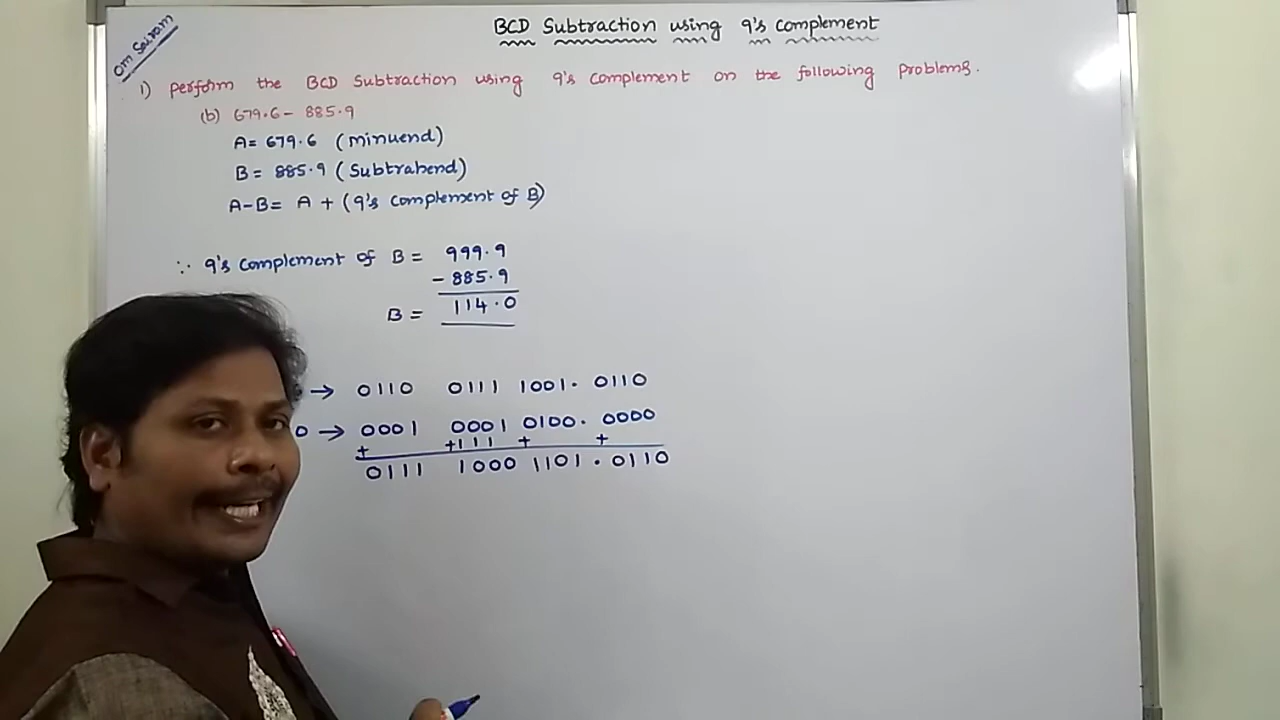 Om Sairam
BCD Subtraction using 9's complement
1) perform the BCD Subtraction using 9's complement on the following problems.
(b) 679.6 - 885.9
A = 679.6 (minuend)
B = 885.9 (Subtrahend)
A-B = A + (9's complement of B)
∵ 9's complement of B = 999.9
- 885.9
B = 114.0
→ 0110 0111 1001. 0110
0 → 0001 0001 0100. 0000
+ +111 + +
0111 1000 1101 . 0110